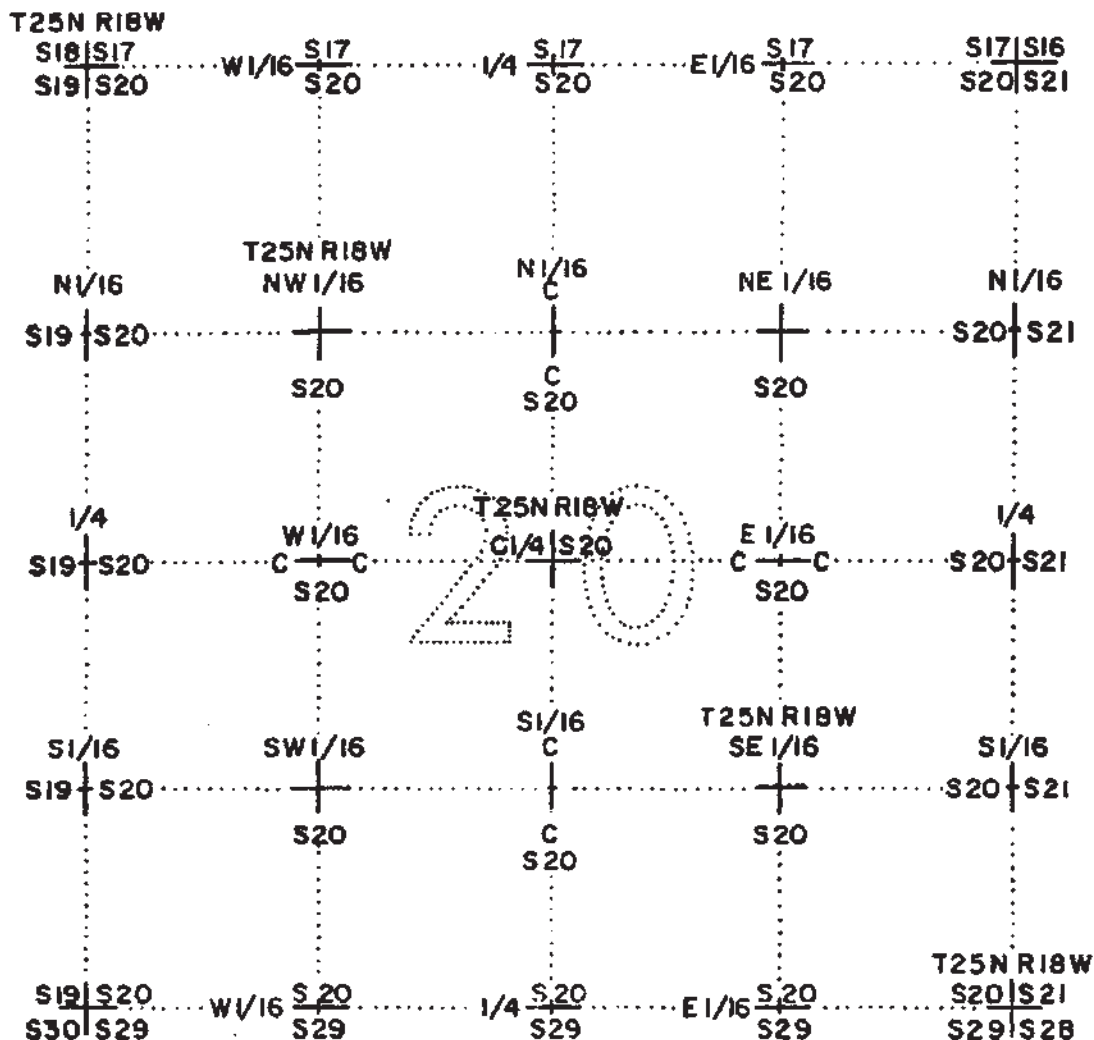 T25N R18W
S18 S17
S19 S20
W1/16 S17
S20
1/4 S17
S20
E1/16 S17
S20
S17 S16
S20 S21
N1/16
S19 S20
T25N R18W
NW 1/16
S20
N1/16
C
C
S20
NE 1/16
S20
N1/16
S20 S21
1/4
S19 S20
W1/16
C C
S20
T25N R18W
C1/4 S20
E 1/16
C C
S20
1/4
S20 S21
20
S1/16
S19 S20
SW1/16
S20
S1/16
C
C
S20
T25N R18W
SE 1/16
S20
S1/16
S20 S21
S19 S20
S30 S29
W1/16 S20
S29
1/4 S20
S29
E1/16 S20
S29
T25N R18W
S20 S21
S29 S28